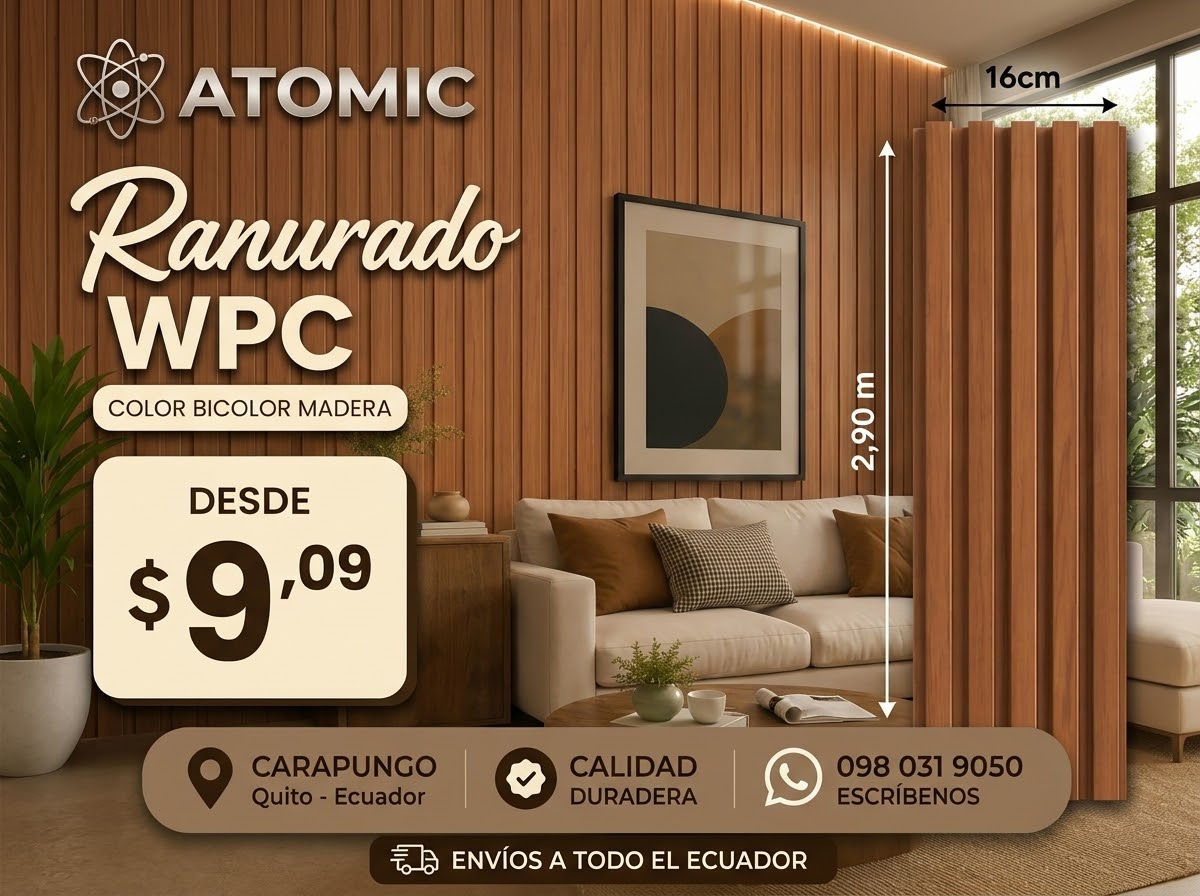 ATOMIC
16cm
Ranurado
WPC
COLOR BICOLOR MADERA
2,90 m
DESDE
$9,09
CARAPUNGO
Quito - Ecuador
CALIDAD
DURADERA
098 031 9050
ESCRÍBENOS
ENVÍOS A TODO EL ECUADOR